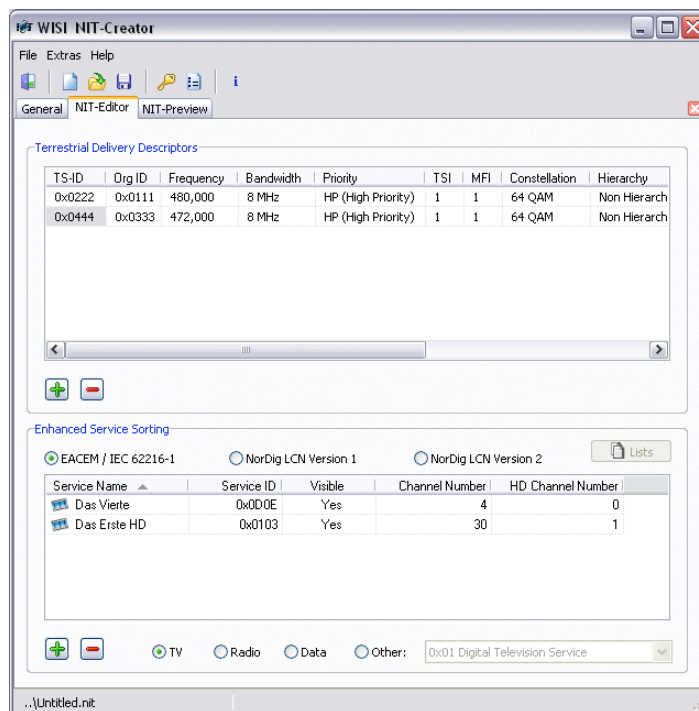 WISI NIT-Creator
File Extras Help
General NIT-Editor NIT-Preview
Terrestrial Delivery Descriptors
TS-ID Org ID Frequency Bandwidth Priority TSI MFI Constellation Hierarchy
0x0222 0x0111 480,000 8 MHz HP (High Priority) 1 1 64 QAM Non Hierarch
0x0444 0x0333 472,000 8 MHz HP (High Priority) 1 1 64 QAM Non Hierarch
Enhanced Service Sorting
EACEM / IEC 62216-1 NorDig LCN Version 1 NorDig LCN Version 2 Lists
Service Name Service ID Visible Channel Number HD Channel Number
Das Vierte 0x0D0E Yes 4 0
Das Erste HD 0x0103 Yes 30 1
TV Radio Data Other: 0x01 Digital Television Service
..\Untitled.nit